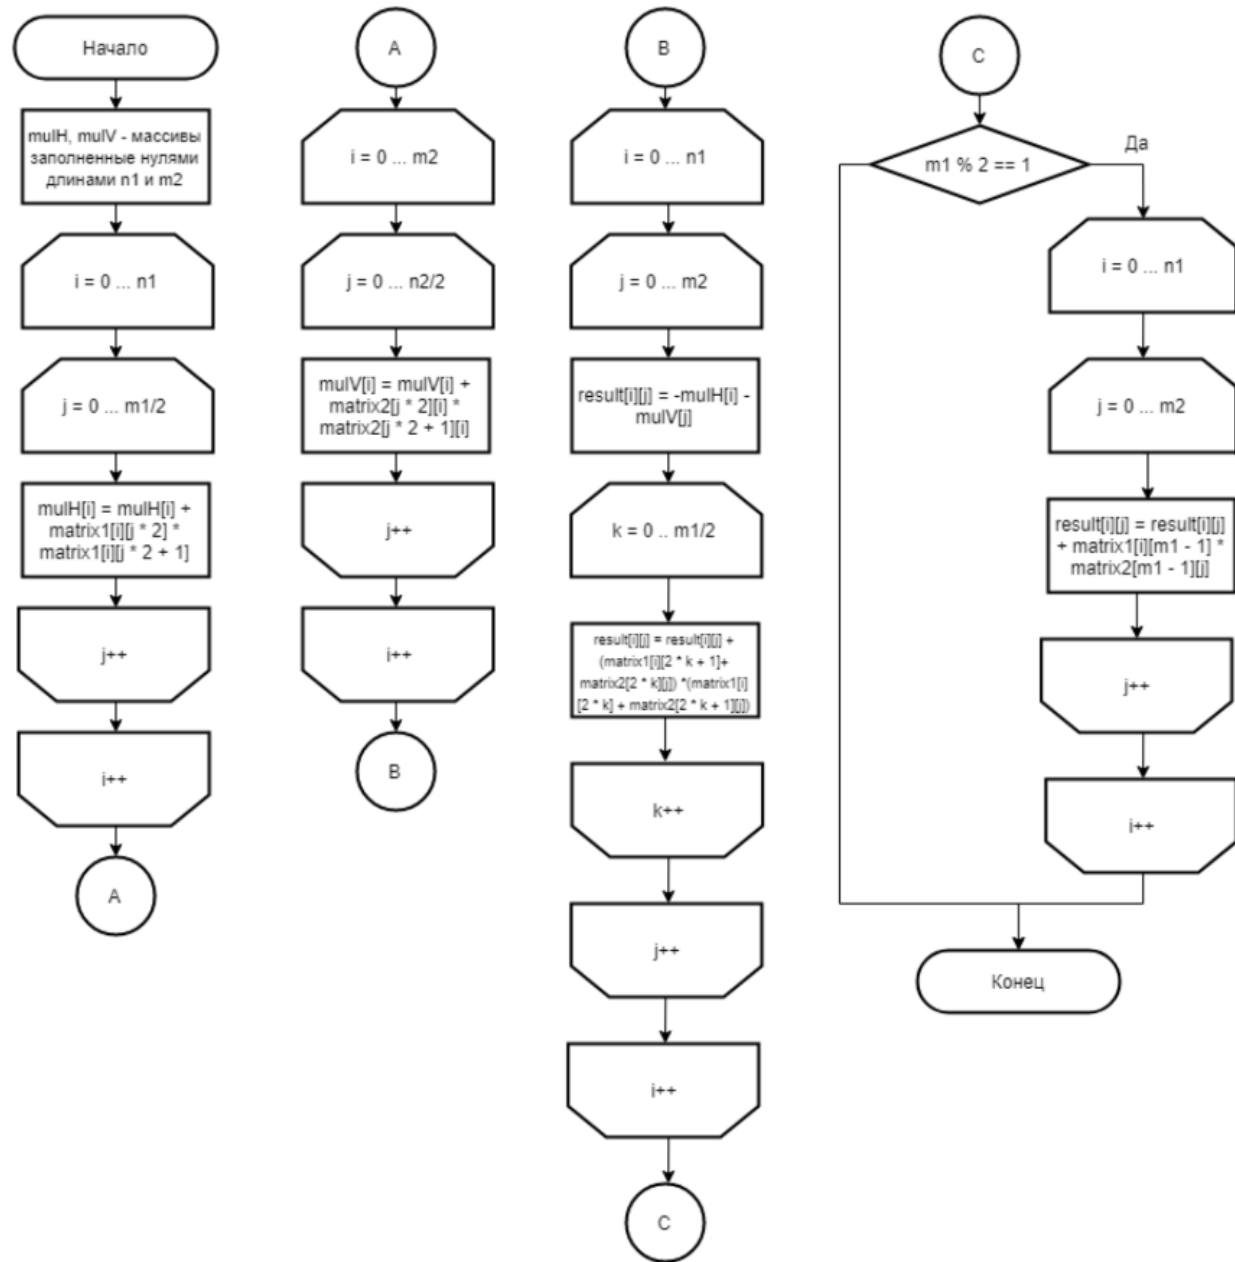 Начало
mulH, mulV - массивы
заполненные нулями
длинами n1 и m2
i = 0 ... n1
j = 0 ... m1/2
mulH[i] = mulH[i] +
matrix1[i][j * 2] *
matrix1[i][j * 2 + 1]
j++
i++
A
A
i = 0 ... m2
j = 0 ... n2/2
mulV[i] = mulV[i] +
matrix2[j * 2][i] *
matrix2[j * 2 + 1][i]
j++
i++
B
B
i = 0 ... n1
j = 0 ... m2
result[i][j] = -mulH[i] -
mulV[j]
k = 0 .. m1/2
result[i][j] = result[i][j] +
(matrix1[i][2 * k + 1]+
matrix2[2 * k][j]) *(matrix1[i]
[2 * k] + matrix2[2 * k + 1][j])
k++
j++
i++
C
C
m1 % 2 == 1
Да
i = 0 ... n1
j = 0 ... m2
result[i][j] = result[i][j]
+ matrix1[i][m1 - 1] *
matrix2[m1 - 1][j]
j++
i++
Конец